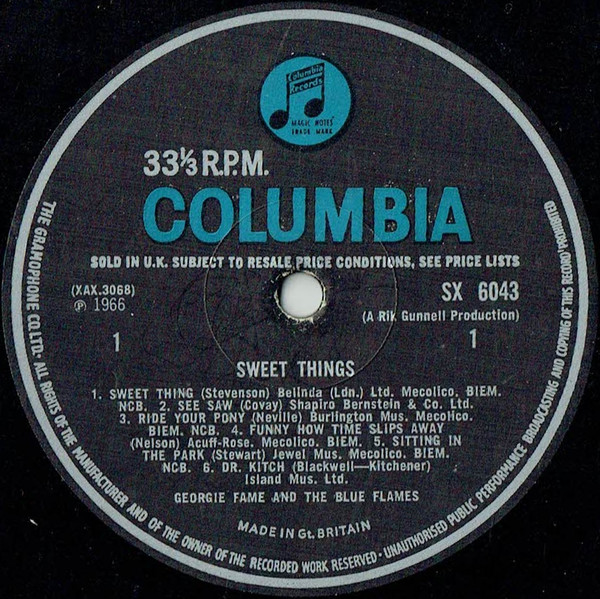 Columbia
Records
MAGIC NOTES
TRADE MARK
33⅓ R.P.M.
COLUMBIA
SOLD IN U.K. SUBJECT TO RESALE PRICE CONDITIONS, SEE PRICE LISTS
(XAX.3068)
Ⓟ 1966
SX 6043
(A Rik Gunnell Production)
1
1
SWEET THINGS
1. SWEET THING (Stevenson) Belinda (Ldn.) Ltd. Mecolico. BIEM.
NCB. 2. SEE SAW (Covay) Shapiro Bernstein & Co. Ltd.
3. RIDE YOUR PONY (Neville) Burlington Mus. Mecolico.
BIEM. NCB. 4. FUNNY HOW TIME SLIPS AWAY
(Nelson) Acuff-Rose. Mecolico. BIEM. 5. SITTING IN
THE PARK (Stewart) Jewel Mus. Mecolico. BIEM.
NCB. 6. DR. KITCH (Blackwell—Kitchener)
Island Mus. Ltd.
GEORGIE FAME AND THE BLUE FLAMES
MADE IN Gt. BRITAIN
THE GRAMOPHONE CO. LTD· ALL RIGHTS OF THE MANUFACTURER AND OF THE OWNER OF THE RECORDED WORK RESERVED · UNAUTHORISED PUBLIC PERFORMANCE BROADCASTING AND COPYING OF THIS RECORD PROHIBITED